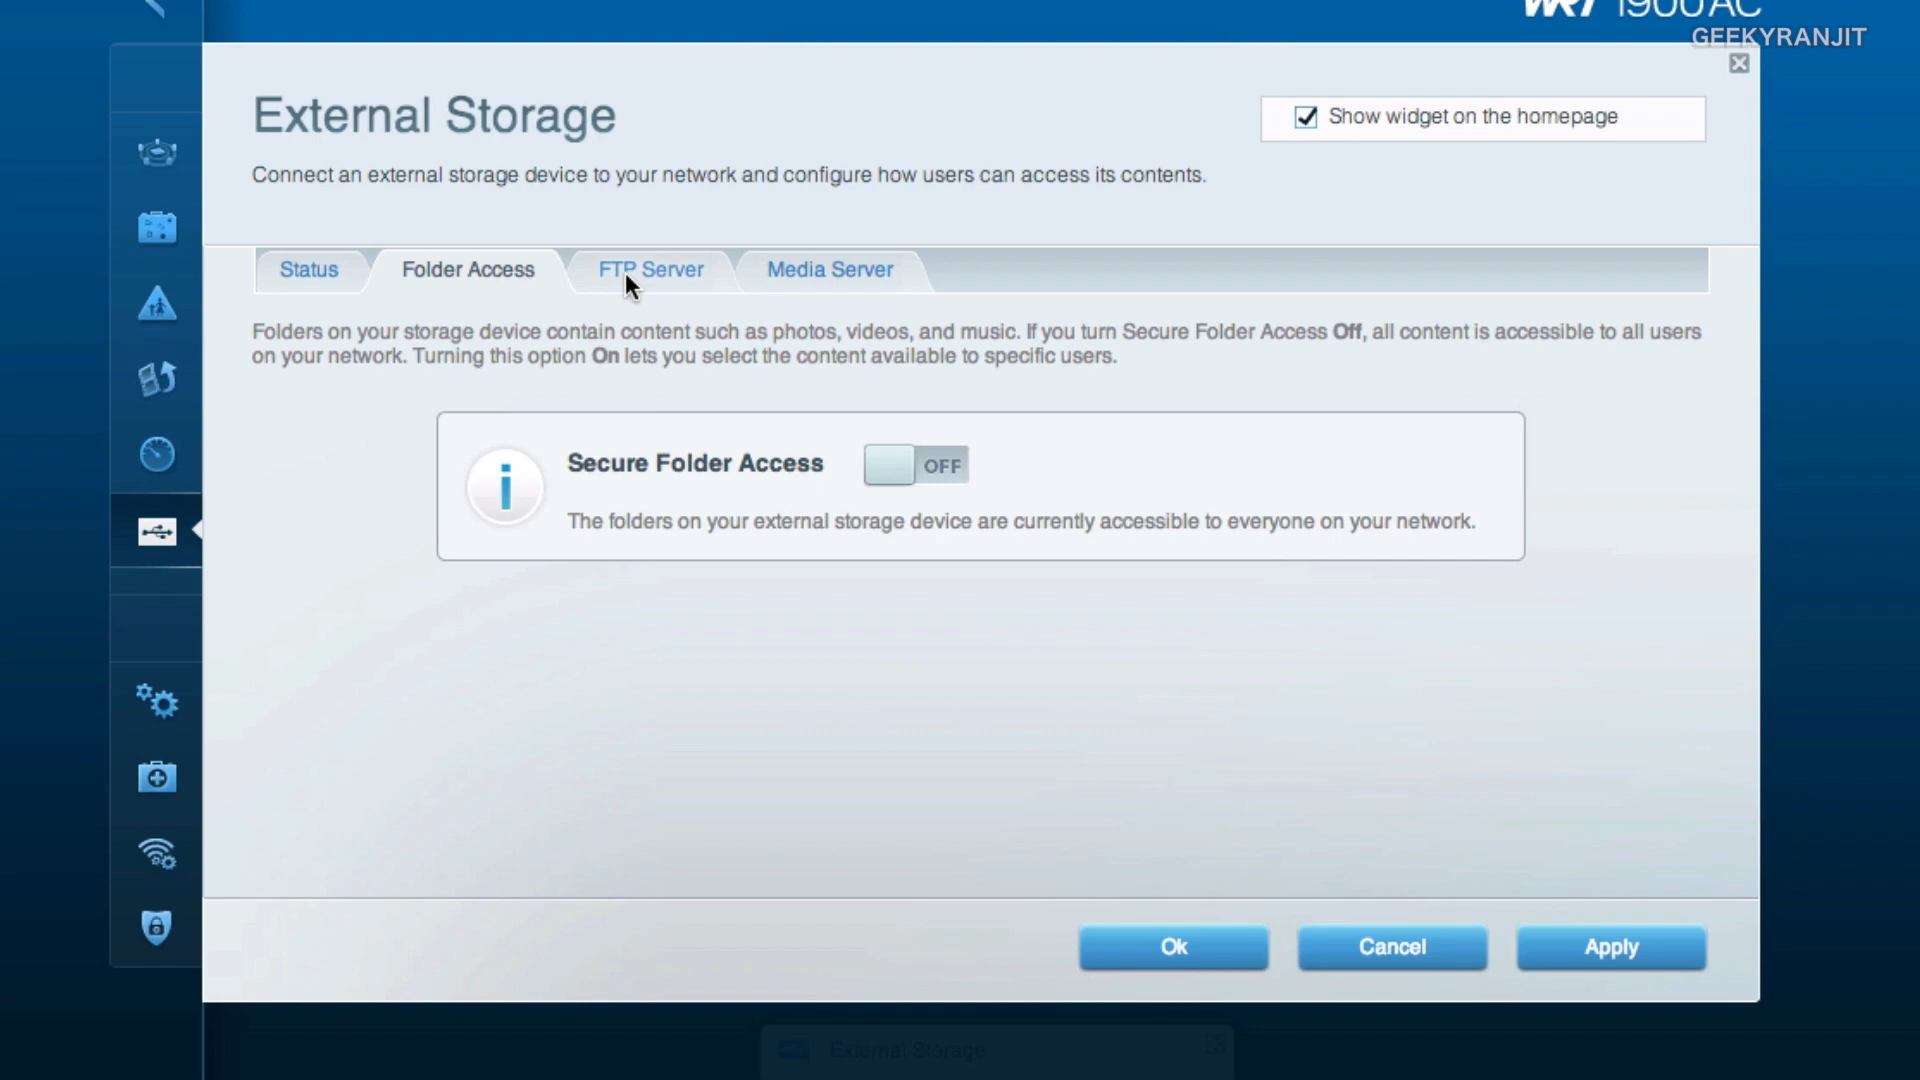 WRT 1900 AC
GEEKYRANJIT
External Storage
Show widget on the homepage
Connect an external storage device to your network and configure how users can access its contents.
Status
Folder Access
FTP Server
Media Server
Folders on your storage device contain content such as photos, videos, and music. If you turn Secure Folder Access Off, all content is accessible to all users
on your network. Turning this option On lets you select the content available to specific users.
Secure Folder Access
OFF
The folders on your external storage device are currently accessible to everyone on your network.
Ok
Cancel
Apply
External Storage